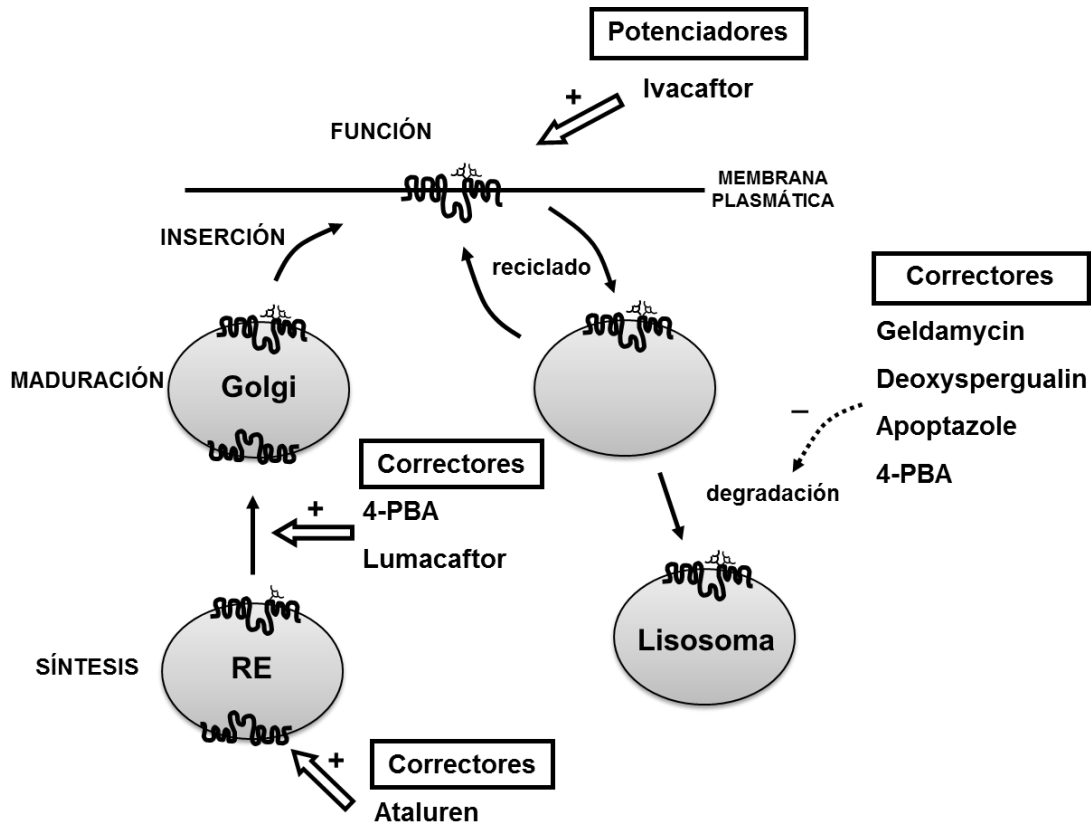 Potenciadores
Ivacaftor
+
FUNCIÓN
MEMBRANA
PLASMÁTICA
INSERCIÓN
reciclado
Correctores
Geldamycin
Deoxyspergualin
Apoptazole
4-PBA
–
degradación
MADURACIÓN
Golgi
Correctores
4-PBA
Lumacaftor
+
SÍNTESIS
RE
Lisosoma
+
Correctores
Ataluren